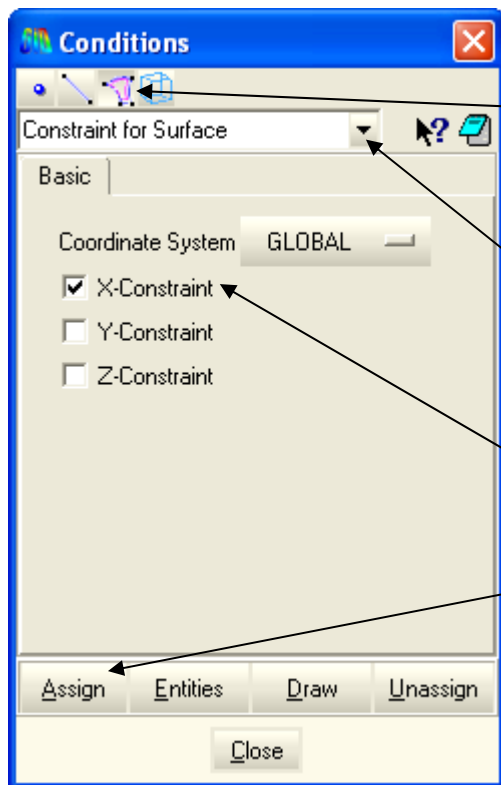 Conditions
Constraint for Surface
Basic
Coordinate System GLOBAL
X-Constraint
Y-Constraint
Z-Constraint
Assign Entities Draw Unassign
Close